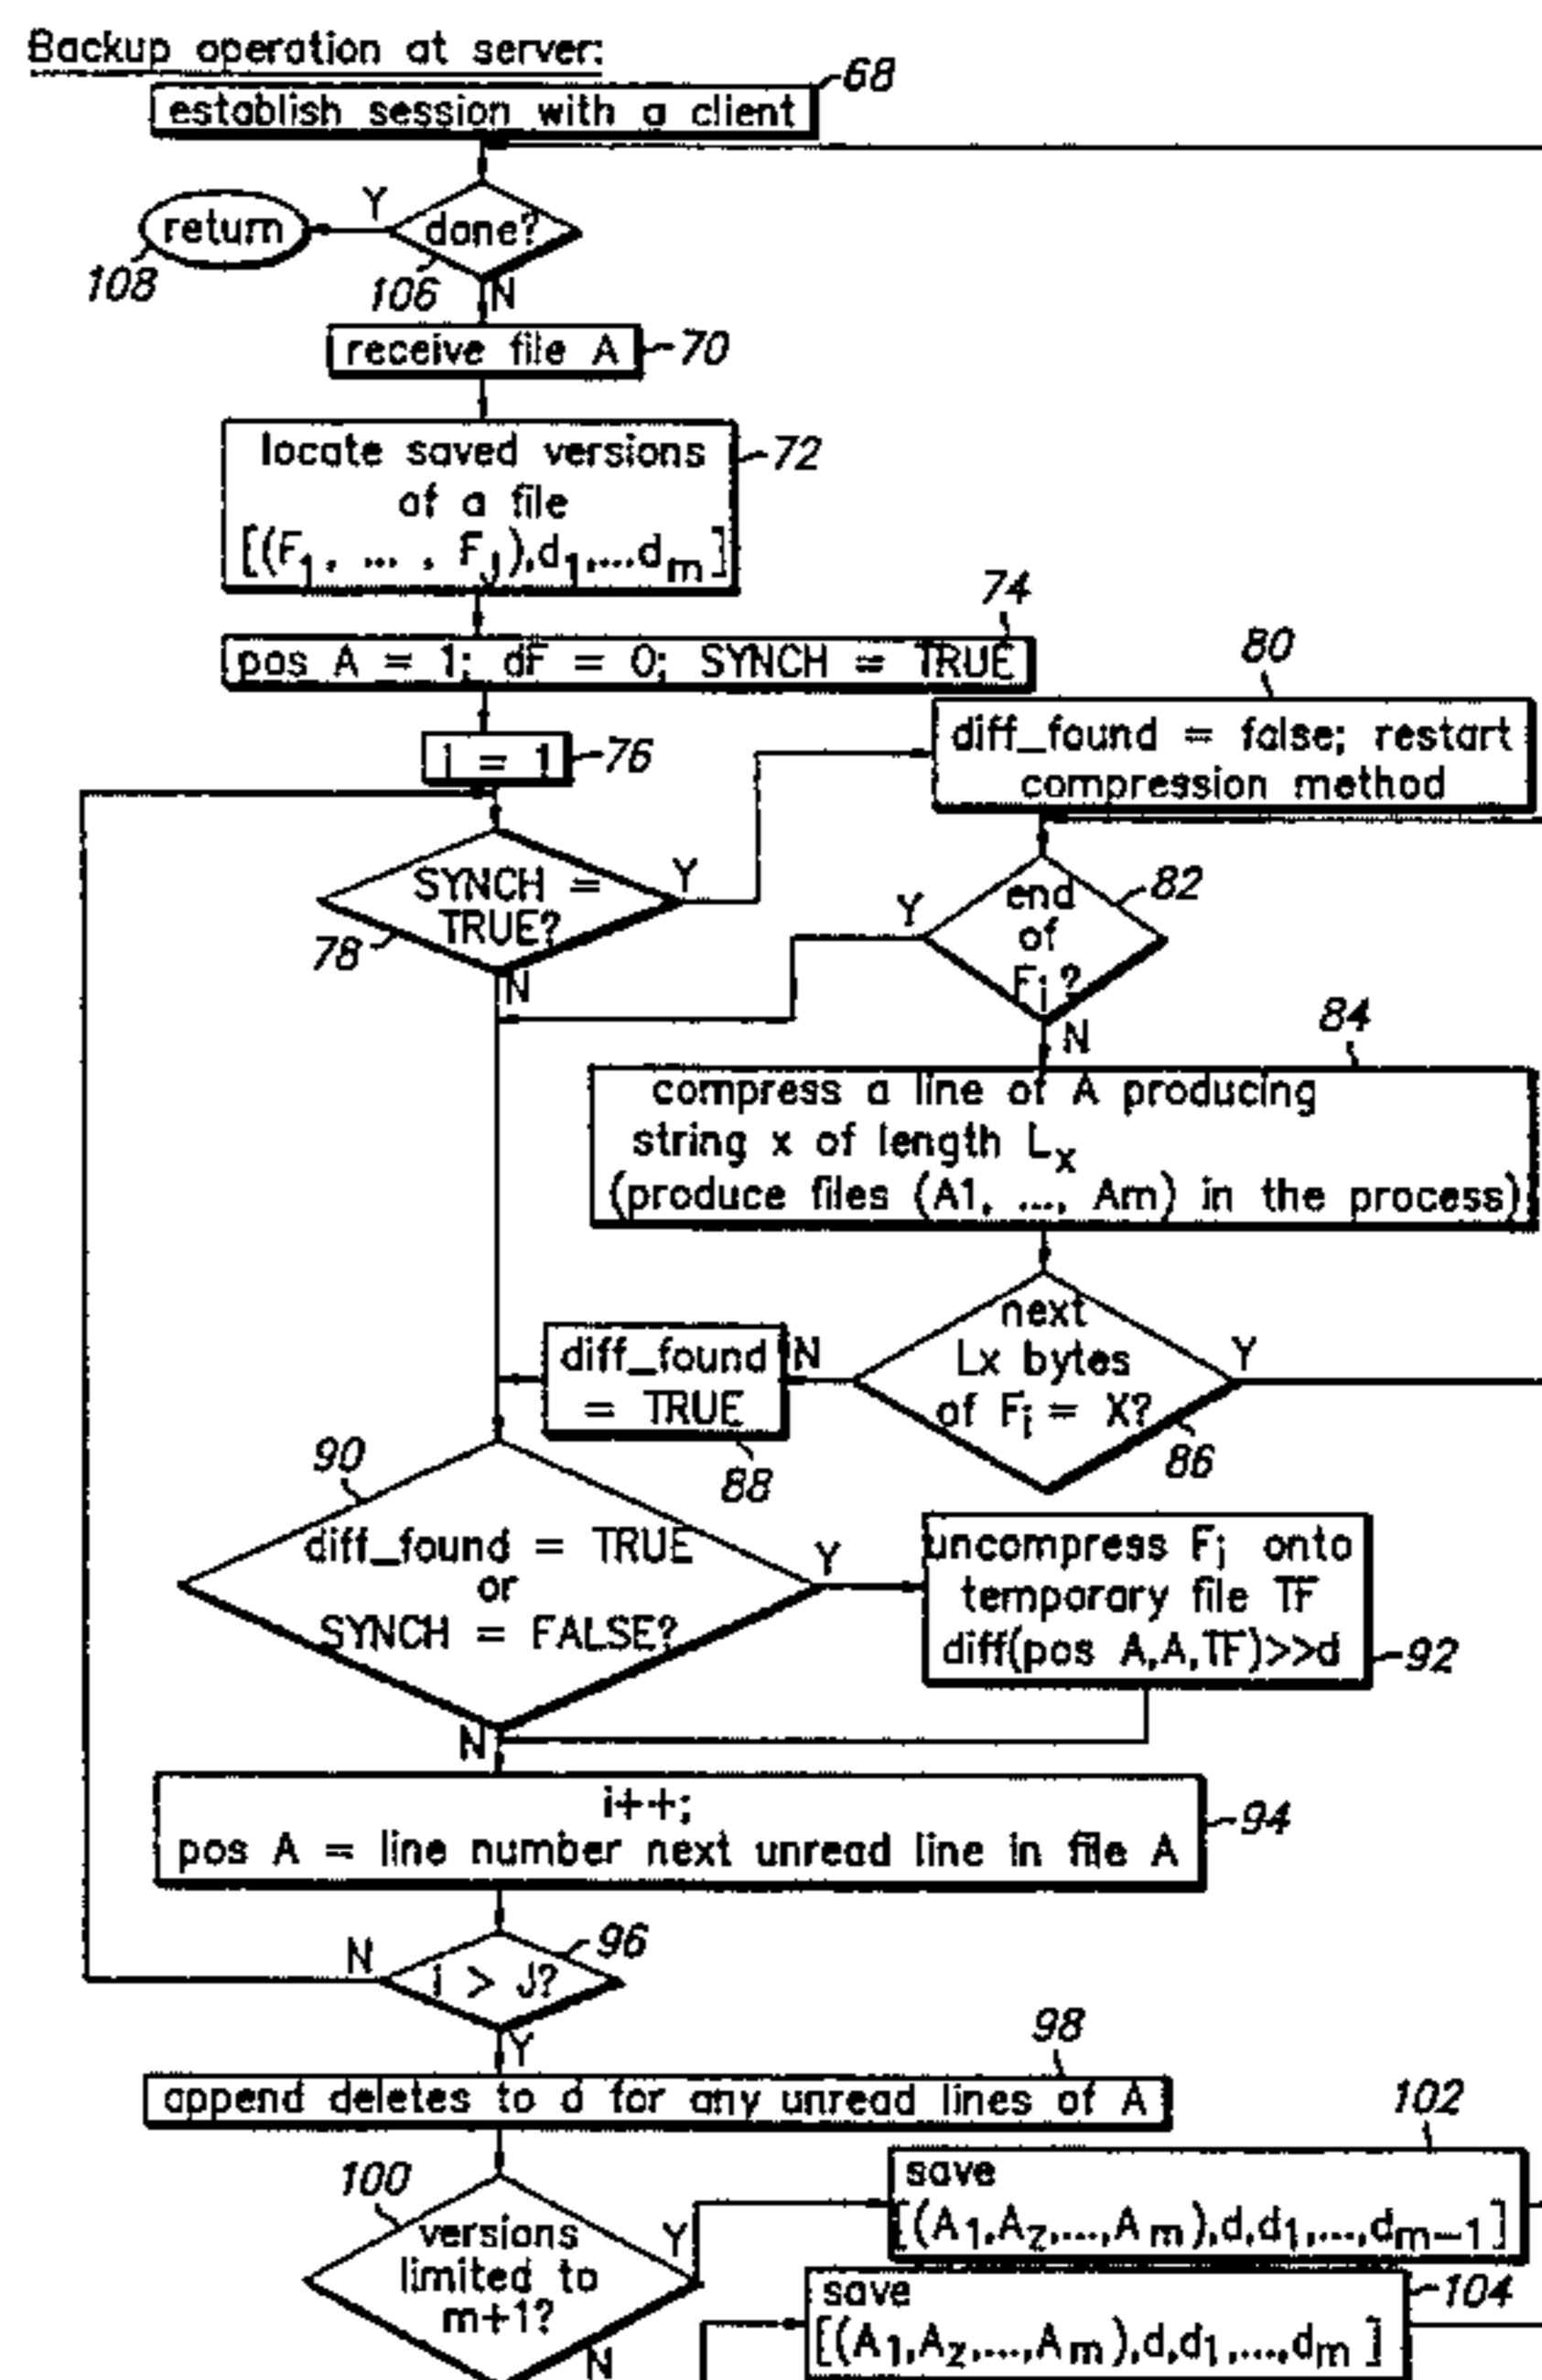 Backup operation at server:
68
establish session with a client
Y
return
done?
108
106
N
receive file A
70
locate saved versions
of a file
[(F1, ... , FJ),d1,...dm]
72
74
pos A = 1; dF = 0; SYNCH = TRUE
80
i = 1
76
diff_found = false; restart
compression method
SYNCH =
TRUE?
Y
78
N
end
of
Fi?
82
Y
N
84
compress a line of A producing
string x of length Lx
(produce files (A1, ..., Am) in the process)
next
Lx bytes
of Fi = X?
Y
N
86
diff_found
= TRUE
88
90
diff_found = TRUE
or
SYNCH = FALSE?
Y
N
uncompress Fi onto
temporary file TF
diff(pos A,A,TF)>>d
92
i++;
pos A = line number next unread line in file A
94
N
i > J?
96
Y
98
append deletes to d for any unread lines of A
100
versions
limited to
m+1?
Y
N
102
save
[(A1,A2,...,Am),d,d1,...,dm-1]
save
[(A1,A2,...,Am),d,d1,...,dm]
104